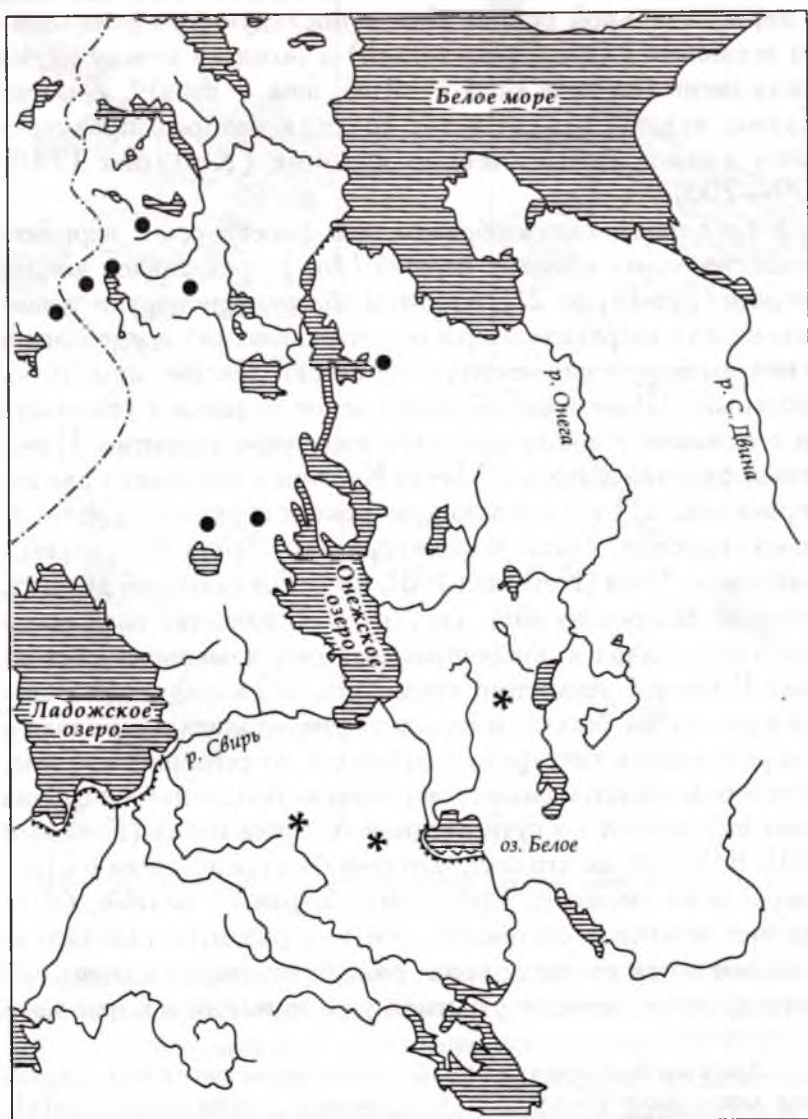 Белое море
р. Онега
р. С. Двина
Онежское
озеро
Ладожское
озеро
р. Свирь
оз. Белое